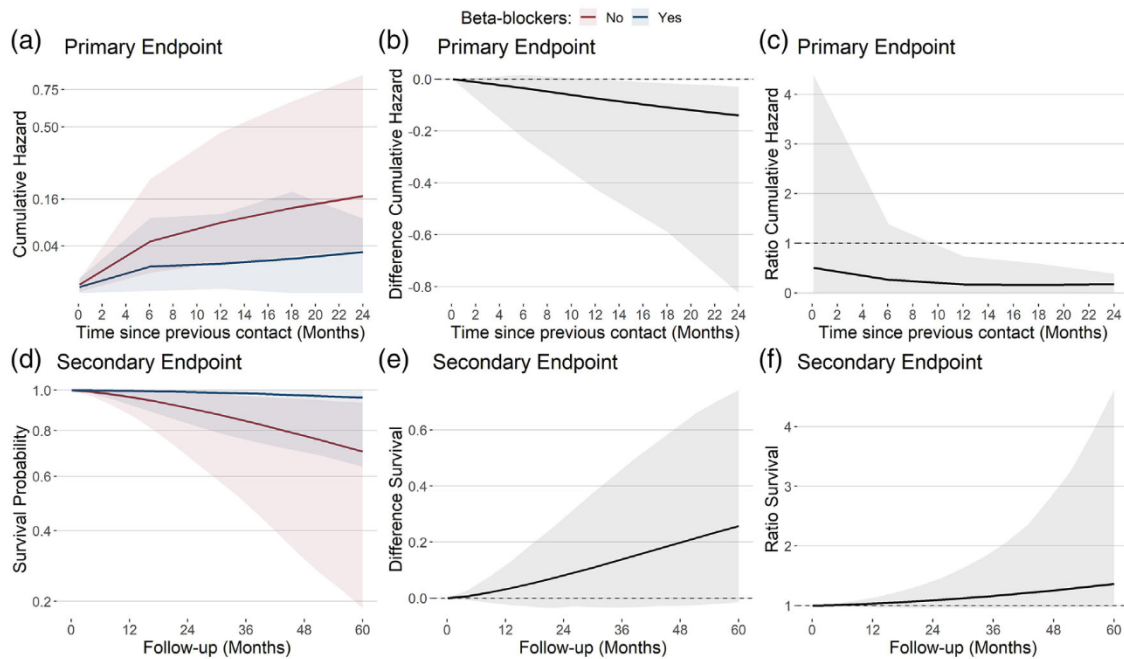 Beta-blockers: No Yes
(a) Primary Endpoint
Cumulative Hazard
0.75
0.50
0.16
0.04
0 2 4 6 8 10 12 14 16 18 20 22 24
Time since previous contact (Months)
(b) Primary Endpoint
Difference Cumulative Hazard
0.0
-0.2
-0.4
-0.6
-0.8
0 2 4 6 8 10 12 14 16 18 20 22 24
Time since previous contact (Months)
(c) Primary Endpoint
Ratio Cumulative Hazard
4
3
2
1
0
0 2 4 6 8 10 12 14 16 18 20 22 24
Time since previous contact (Months)
(d) Secondary Endpoint
Survival Probability
1.0
0.8
0.6
0.4
0.2
0 12 24 36 48 60
Follow-up (Months)
(e) Secondary Endpoint
Difference Survival
0.6
0.4
0.2
0.0
0 12 24 36 48 60
Follow-up (Months)
(f) Secondary Endpoint
Ratio Survival
4
3
2
1
0 12 24 36 48 60
Follow-up (Months)